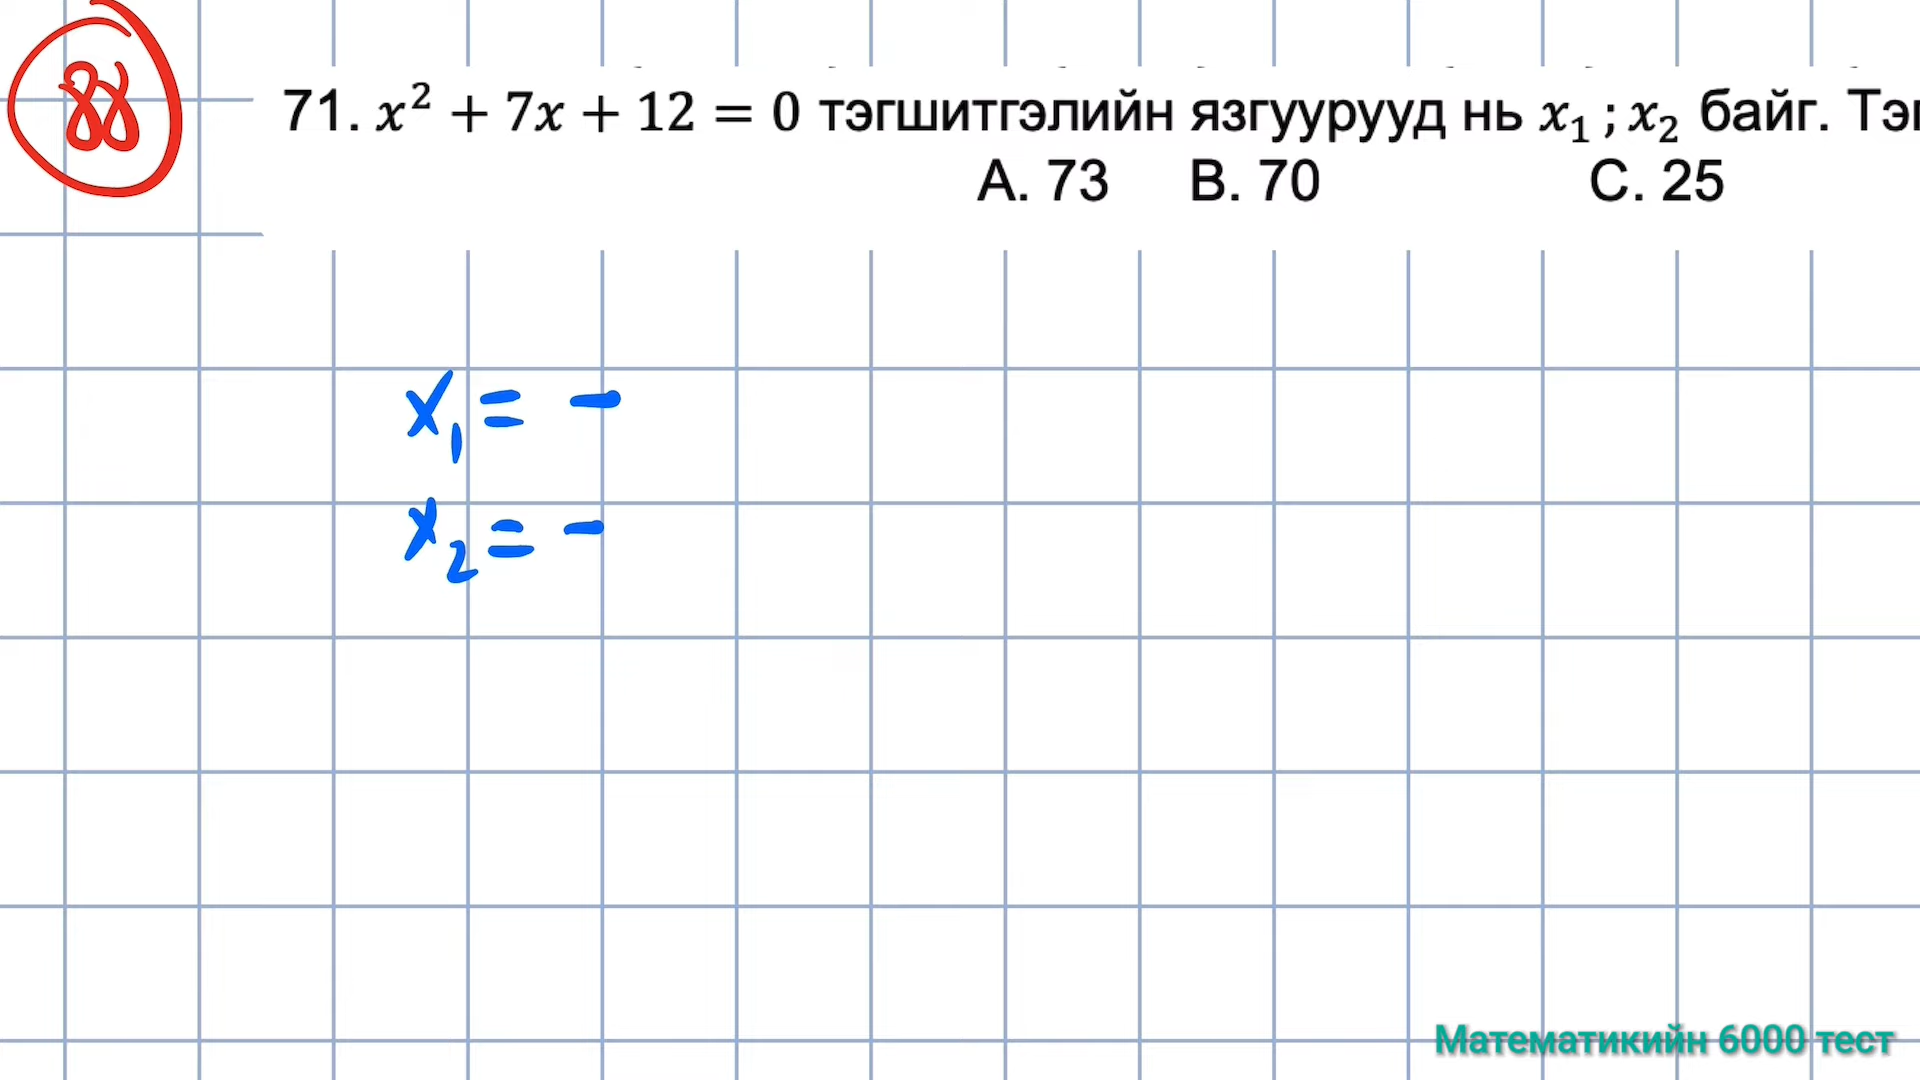 88
71. x² + 7x + 12 = 0 тэгшитгэлийн язгуурууд нь x₁ ; x₂ байг.
A. 73 B. 70 C. 25
x₁ = -
x₂ = -
Математикийн 6000 тест